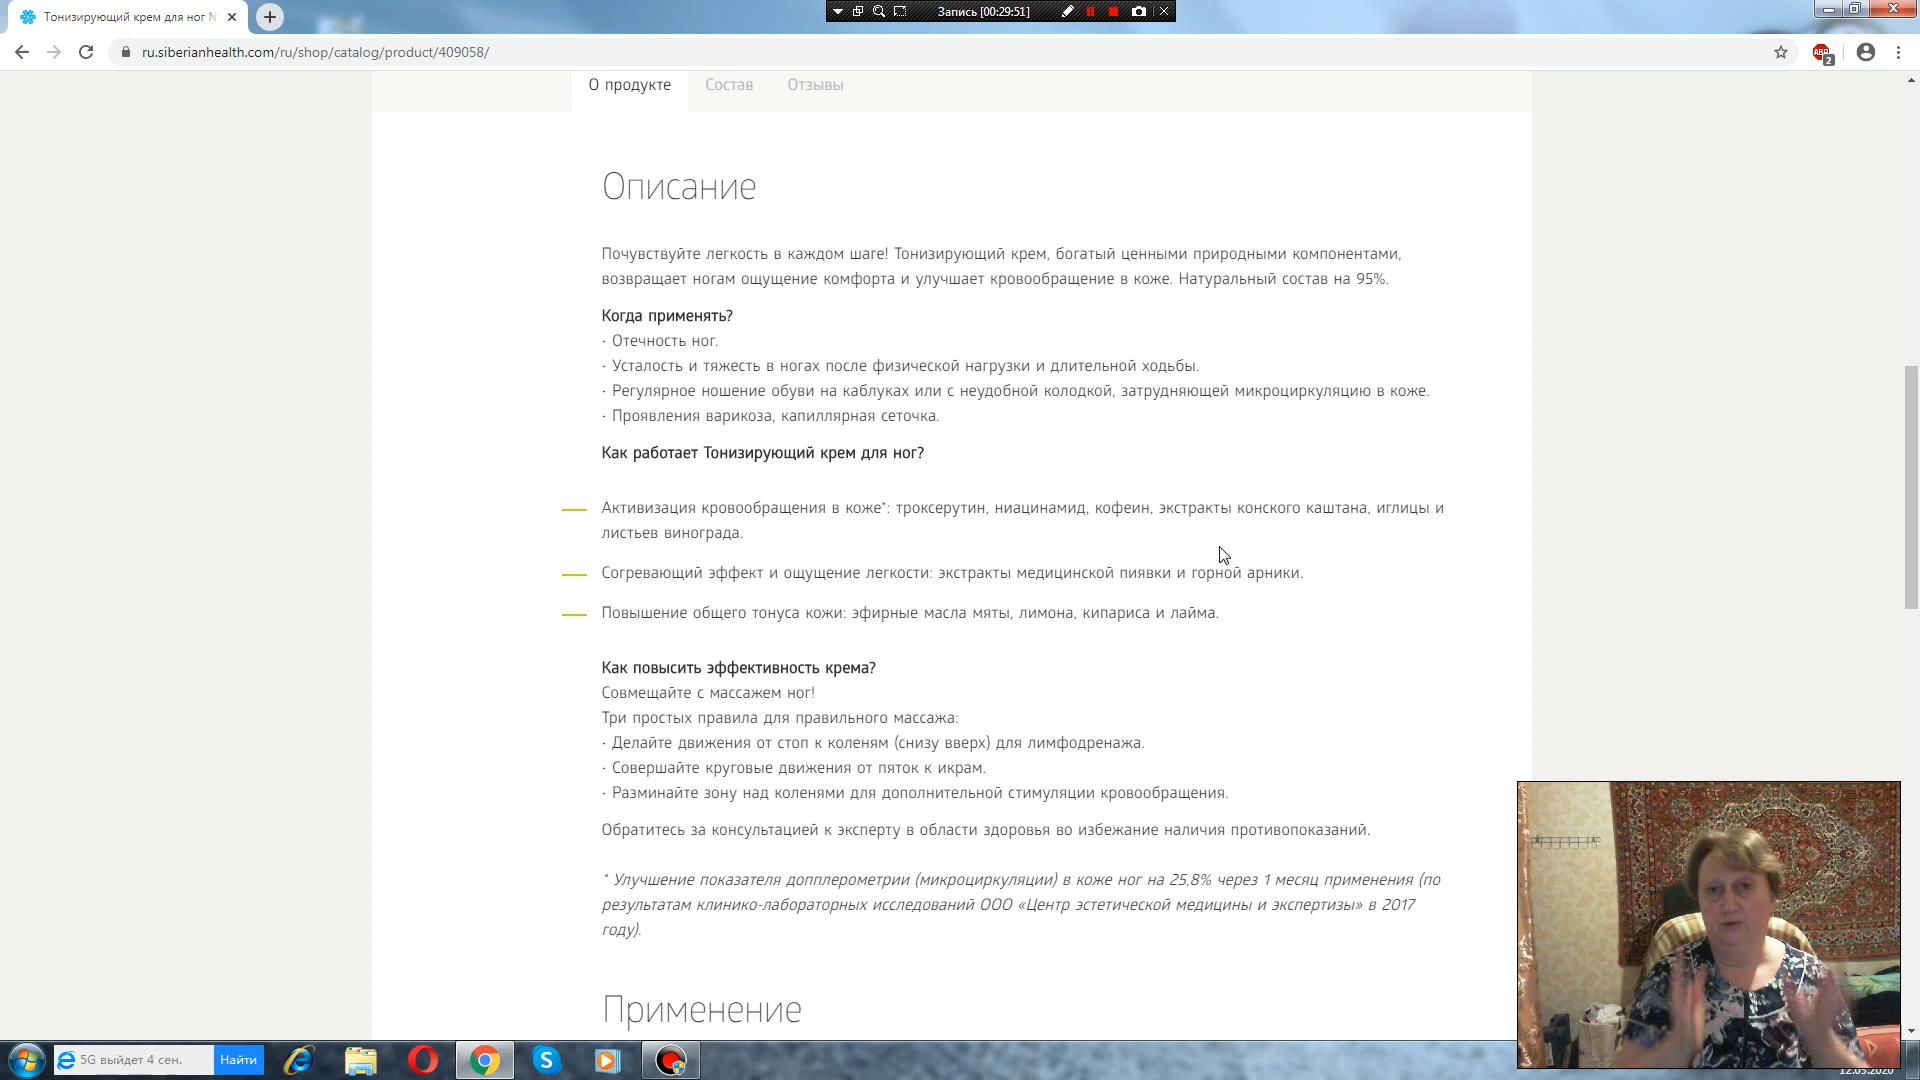 Тонизирующий крем для ног N
Запись [00:29:51]
ru.siberianhealth.com/ru/shop/catalog/product/409058/
ABP
2
О продукте Состав Отзывы
Описание
Почувствуйте легкость в каждом шаге! Тонизирующий крем, богатый ценными природными компонентами,
возвращает ногам ощущение комфорта и улучшает кровообращение в коже. Натуральный состав на 95%.
Когда применять?
· Отечность ног.
· Усталость и тяжесть в ногах после физической нагрузки и длительной ходьбы.
· Регулярное ношение обуви на каблуках или с неудобной колодкой, затрудняющей микроциркуляцию в коже.
· Проявления варикоза, капиллярная сеточка.
Как работает Тонизирующий крем для ног?
Активизация кровообращения в коже*: троксерутин, ниацинамид, кофеин, экстракты конского каштана, иглицы и
листьев винограда.
Согревающий эффект и ощущение легкости: экстракты медицинской пиявки и горной арники.
Повышение общего тонуса кожи: эфирные масла мяты, лимона, кипариса и лайма.
Как повысить эффективность крема?
Совмещайте с массажем ног!
Три простых правила для правильного массажа:
· Делайте движения от стоп к коленям (снизу вверх) для лимфодренажа.
· Совершайте круговые движения от пяток к икрам.
· Разминайте зону над коленями для дополнительной стимуляции кровообращения.
Обратитесь за консультацией к эксперту в области здоровья во избежание наличия противопоказаний.
* Улучшение показателя допплерометрии (микроциркуляции) в коже ног на 25,8% через 1 месяц применения (по
результатам клинико-лабораторных исследований ООО «Центр эстетической медицины и экспертизы» в 2017
году).
Применение
5G выйдет 4 сен. Найти
12.03.2020